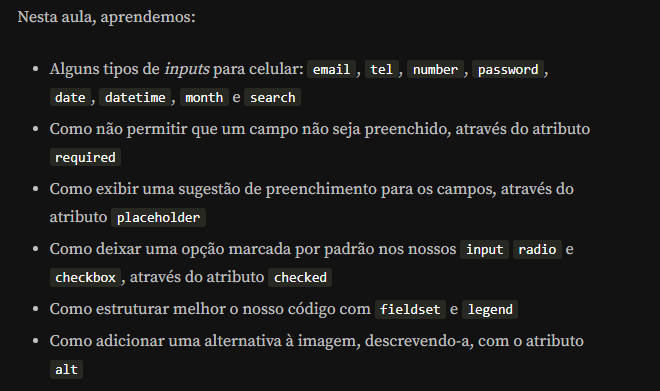 Nesta aula, aprendemos:
• Alguns tipos de inputs para celular: email, tel, number, password,
date, datetime, month e search
• Como não permitir que um campo não seja preenchido, através do atributo
required
• Como exibir uma sugestão de preenchimento para os campos, através do
atributo placeholder
• Como deixar uma opção marcada por padrão nos nossos input radio e
checkbox, através do atributo checked
• Como estruturar melhor o nosso código com fieldset e legend
• Como adicionar uma alternativa à imagem, descrevendo-a, com o atributo
alt